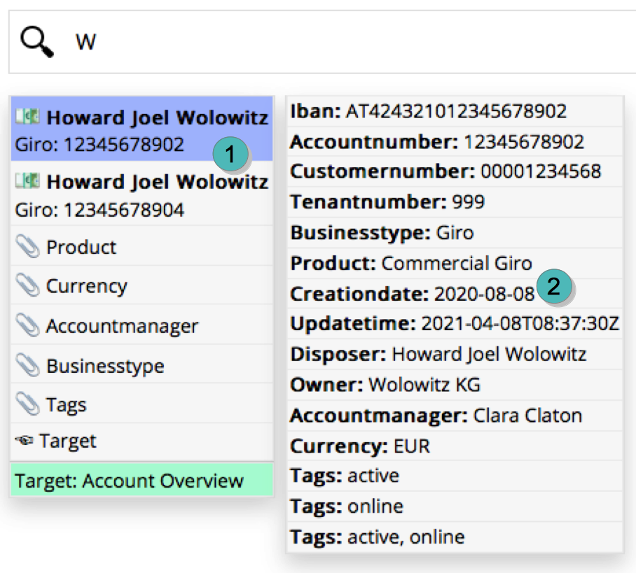 W
Howard Joel Wolowitz
Giro: 12345678902
1
Howard Joel Wolowitz
Giro: 12345678904
Product
Currency
Accountmanager
Businesstype
Tags
Target
Target: Account Overview
Iban: AT424321012345678902
Accountnumber: 12345678902
Customernumber: 00001234568
Tenantnumber: 999
Businesstype: Giro
Product: Commercial Giro
Creationdate: 2020-08-08
2
Updatetime: 2021-04-08T08:37:30Z
Disposer: Howard Joel Wolowitz
Owner: Wolowitz KG
Accountmanager: Clara Claton
Currency: EUR
Tags: active
Tags: online
Tags: active, online